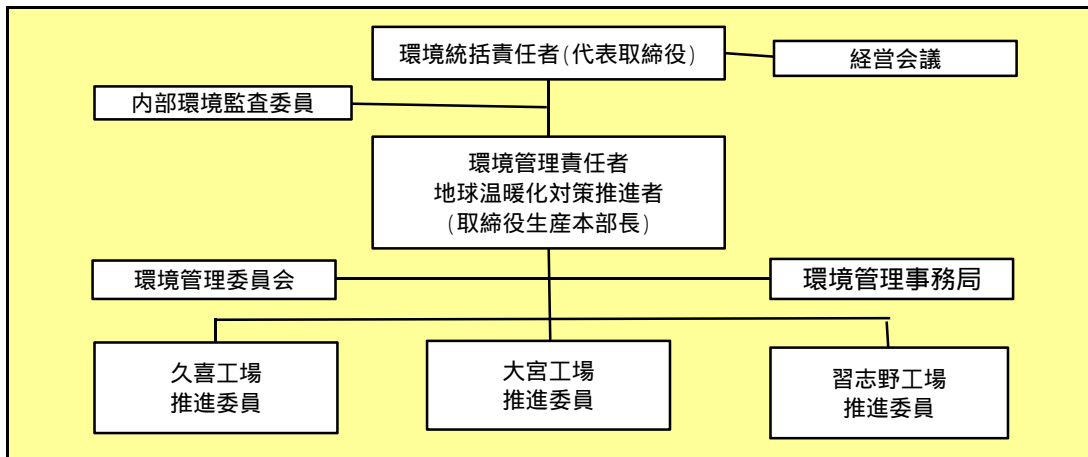 環境統括責任者(代表取締役)
経営会議
内部環境監査委員
環境管理責任者
地球温暖化対策推進者
(取締役生産本部長)
環境管理委員会
環境管理事務局
久喜工場
推進委員
大宮工場
推進委員
習志野工場
推進委員